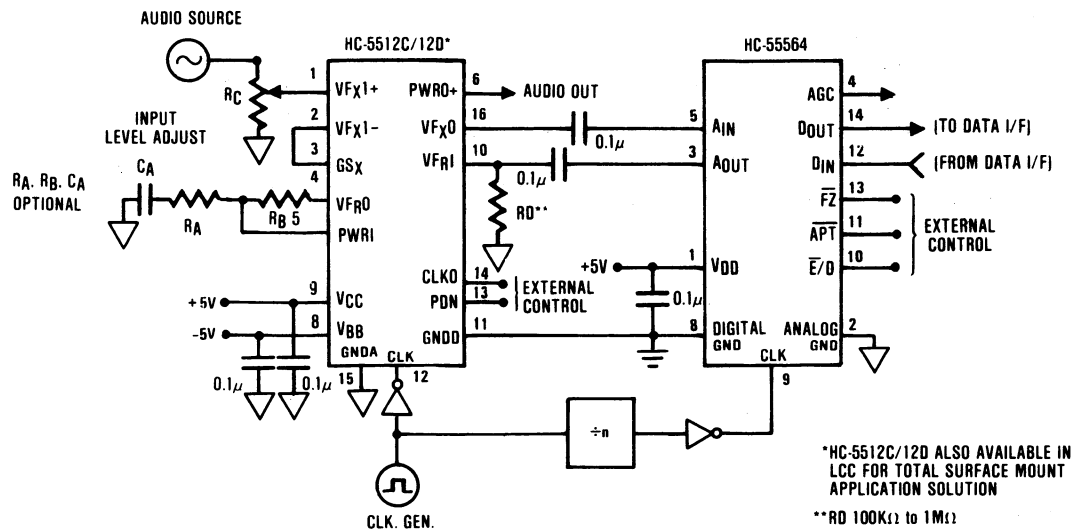 AUDIO SOURCE
HC-5512C/12D*
HC-55564
RC
INPUT
LEVEL ADJUST
RA. RB. CA
OPTIONAL
CA
RA
RB 5
1
VFX1+
2
VFX1-
3
GSX
4
VFRO
PWRI
9
VCC
+5V
8
VBB
-5V
0.1μ
0.1μ
GNDA
15
CLK
12
PWRO+
6
AUDIO OUT
VFXO
16
0.1μ
VFRI
10
0.1μ
RD**
CLKO
14
PDN
13
EXTERNAL
CONTROL
GNDD
11
5
AIN
3
AOUT
+5V
1
VDD
0.1μ
8
DIGITAL
GND
AGC
4
DOUT
14
(TO DATA I/F)
DIN
12
(FROM DATA I/F)
FZ
13
APT
11
E/D
10
EXTERNAL
CONTROL
ANALOG
GND
2
CLK
9
÷n
CLK. GEN.
*HC-5512C/12D ALSO AVAILABLE IN
LCC FOR TOTAL SURFACE MOUNT
APPLICATION SOLUTION
**RD 100KΩ to 1MΩ